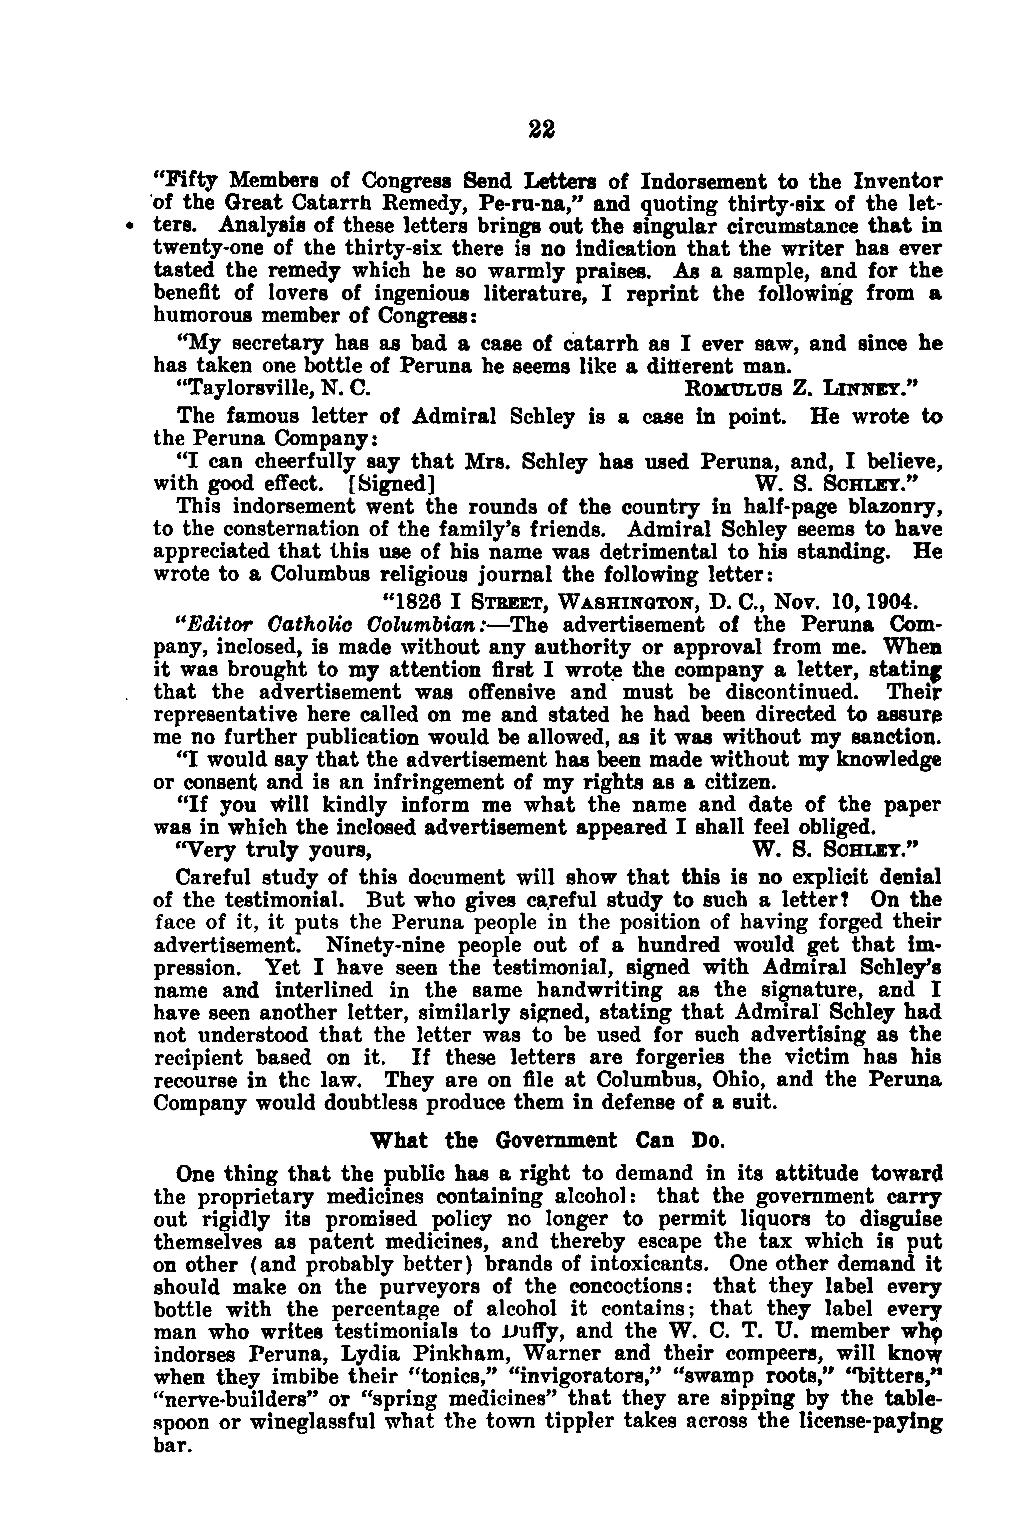 22
“Fifty Members of Congress Send Letters of Indorsement to the Inventor
of the Great Catarrh Remedy, Pe-ru-na,” and quoting thirty-six of the let-
ters. Analysis of these letters brings out the singular circumstance that in
twenty-one of the thirty-six there is no indication that the writer has ever
tasted the remedy which he so warmly praises. As a sample, and for the
benefit of lovers of ingenious literature, I reprint the following from a
humorous member of Congress:
“My secretary has as bad a case of catarrh as I ever saw, and since he
has taken one bottle of Peruna he seems like a different man.
“Taylorsville, N. C. ROMULUS Z. LINNEY.”
The famous letter of Admiral Schley is a case in point. He wrote to
the Peruna Company:
“I can cheerfully say that Mrs. Schley has used Peruna, and, I believe,
with good effect. [Signed] W. S. SCHLEY.”
This indorsement went the rounds of the country in half-page blazonry,
to the consternation of the family’s friends. Admiral Schley seems to have
appreciated that this use of his name was detrimental to his standing. He
wrote to a Columbus religious journal the following letter:
“1826 I STREET, WASHINGTON, D. C., Nov. 10, 1904.
“Editor Catholic Columbian:—The advertisement of the Peruna Com-
pany, inclosed, is made without any authority or approval from me. When
it was brought to my attention first I wrote the company a letter, stating
that the advertisement was offensive and must be discontinued. Their
representative here called on me and stated he had been directed to assure
me no further publication would be allowed, as it was without my sanction.
“I would say that the advertisement has been made without my knowledge
or consent and is an infringement of my rights as a citizen.
“If you will kindly inform me what the name and date of the paper
was in which the inclosed advertisement appeared I shall feel obliged.
“Very truly yours, W. S. SCHLEY.”
Careful study of this document will show that this is no explicit denial
of the testimonial. But who gives careful study to such a letter? On the
face of it, it puts the Peruna people in the position of having forged their
advertisement. Ninety-nine people out of a hundred would get that im-
pression. Yet I have seen the testimonial, signed with Admiral Schley’s
name and interlined in the same handwriting as the signature, and I
have seen another letter, similarly signed, stating that Admiral Schley had
not understood that the letter was to be used for such advertising as the
recipient based on it. If these letters are forgeries the victim has his
recourse in the law. They are on file at Columbus, Ohio, and the Peruna
Company would doubtless produce them in defense of a suit.
What the Government Can Do.
One thing that the public has a right to demand in its attitude toward
the proprietary medicines containing alcohol: that the government carry
out rigidly its promised policy no longer to permit liquors to disguise
themselves as patent medicines, and thereby escape the tax which is put
on other (and probably better) brands of intoxicants. One other demand it
should make on the purveyors of the concoctions: that they label every
bottle with the percentage of alcohol it contains; that they label every
man who writes testimonials to Duffy, and the W. C. T. U. member who
indorses Peruna, Lydia Pinkham, Warner and their compeers, will know
when they imbibe their “tonics,” “invigorators,” “swamp roots,” “bitters,”
“nerve-builders” or “spring medicines” that they are sipping by the table-
spoon or wineglassful what the town tippler takes across the license-paying
bar.